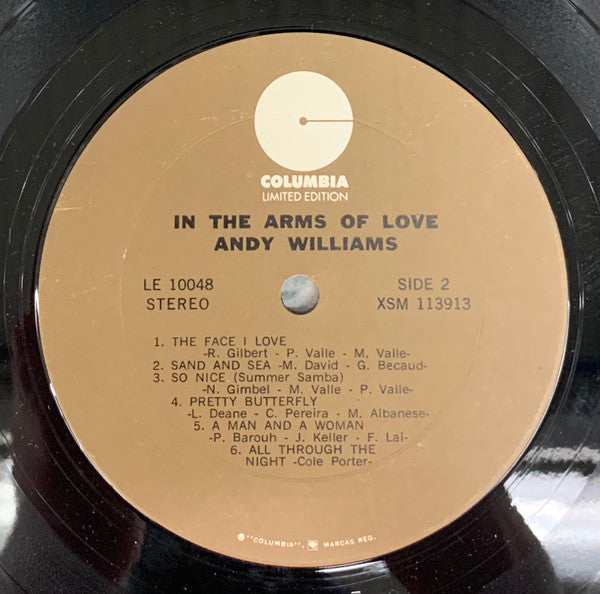 COLUMBIA
LIMITED EDITION
IN THE ARMS OF LOVE
ANDY WILLIAMS
LE 10048 SIDE 2
STEREO XSM 113913
1. THE FACE I LOVE
-R. Gilbert - P. Valle - M. Valle-
2. SAND AND SEA -M. David - G. Becaud-
3. SO NICE (Summer Samba)
-N. Gimbel - M. Valle - P. Valle-
4. PRETTY BUTTERFLY
-L. Deane - C. Pereira - M. Albanese-
5. A MAN AND A WOMAN
-P. Barouh - J. Keller - F. Lai-
6. ALL THROUGH THE
NIGHT -Cole Porter-
® "COLUMBIA", MARCAS REG.